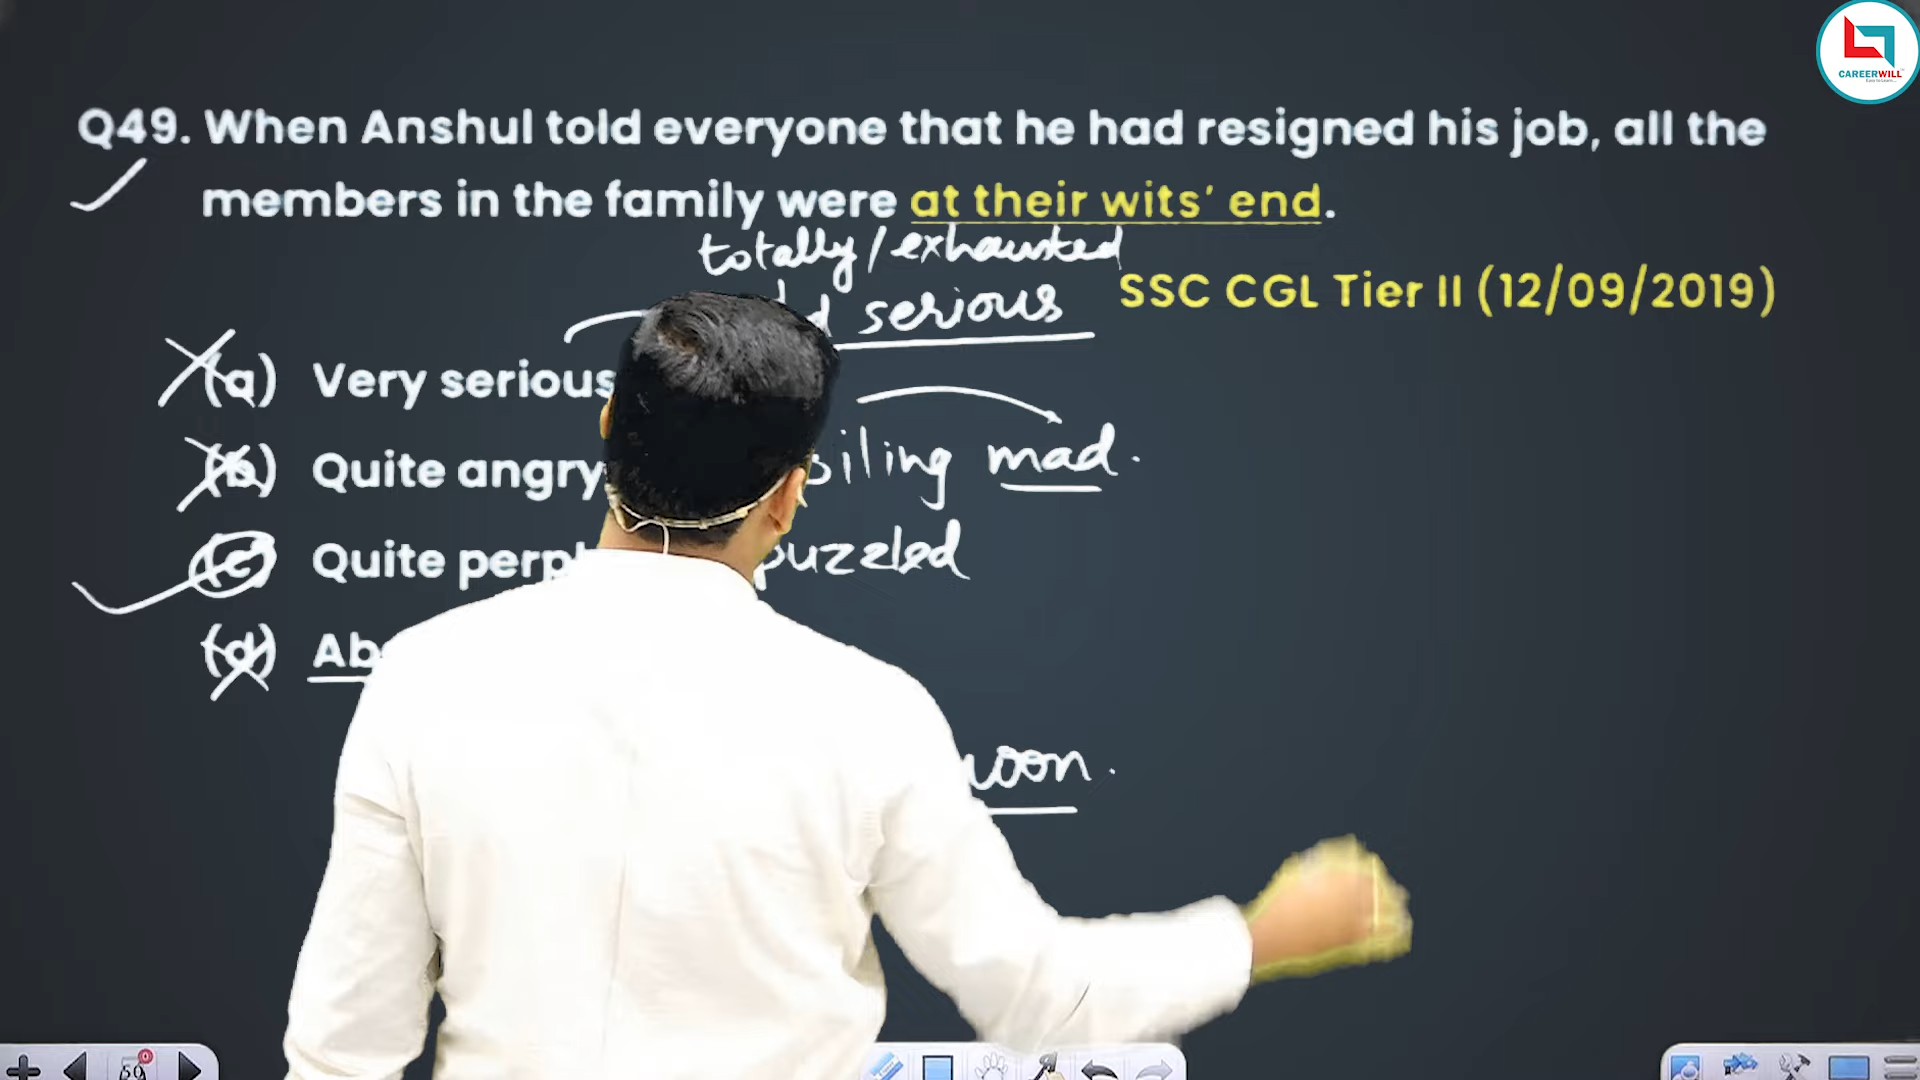 CAREERWILL
Q49. When Anshul told everyone that he had resigned his job, all the
members in the family were at their wits' end.
totally/exhausted
serious
SSC CGL Tier II (12/09/2019)
(a) Very serious
(b) Quite angry
mad.
(c) Quite
puzzled
(d)
50